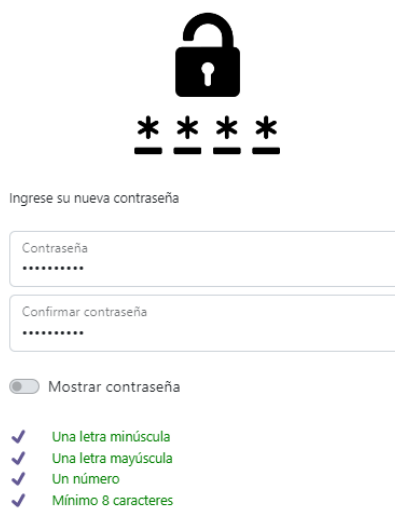 * * * *
Ingrese su nueva contraseña
Contraseña
••••••••••
Confirmar contraseña
••••••••••
Mostrar contraseña
Una letra minúscula
Una letra mayúscula
Un número
Mínimo 8 caracteres